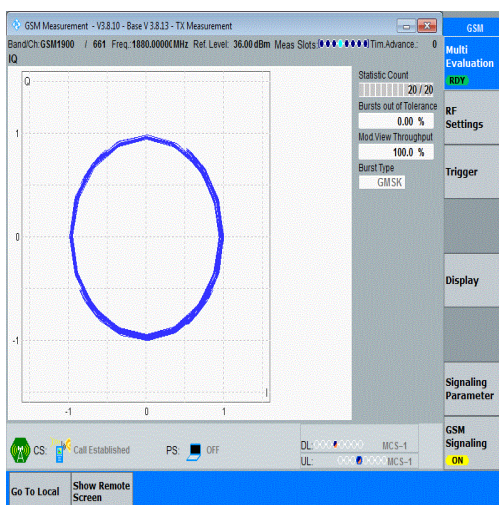 GSM Measurement - V3.8.10 - Base V 3.8.13 - TX Measurement
GSM
Band/Ch:GSM1900 / 661 Freq.:1880.0000 MHz Ref. Level: 36.00 dBm Meas Slots: Tim.Advance.: 0
IQ
Multi
Evaluation
RDY
RF
Settings
Trigger
Display
Signaling
Parameter
GSM
Signaling
ON
Statistic Count
20 / 20
Bursts out of Tolerance
0.00 %
Mod.View Throughput
100.0 %
Burst Type
GMSK
Q
1
0
-1
I
-1 0 1
CS: Call Established PS: OFF
DL: MCS-1
UL: MCS-1
Go To Local
Show Remote
Screen